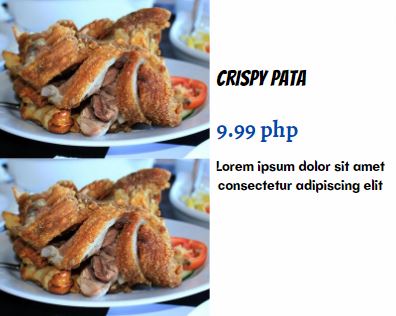 CRISPY PATA
9.99 php
Lorem ipsum dolor sit amet
consectetur adipiscing elit